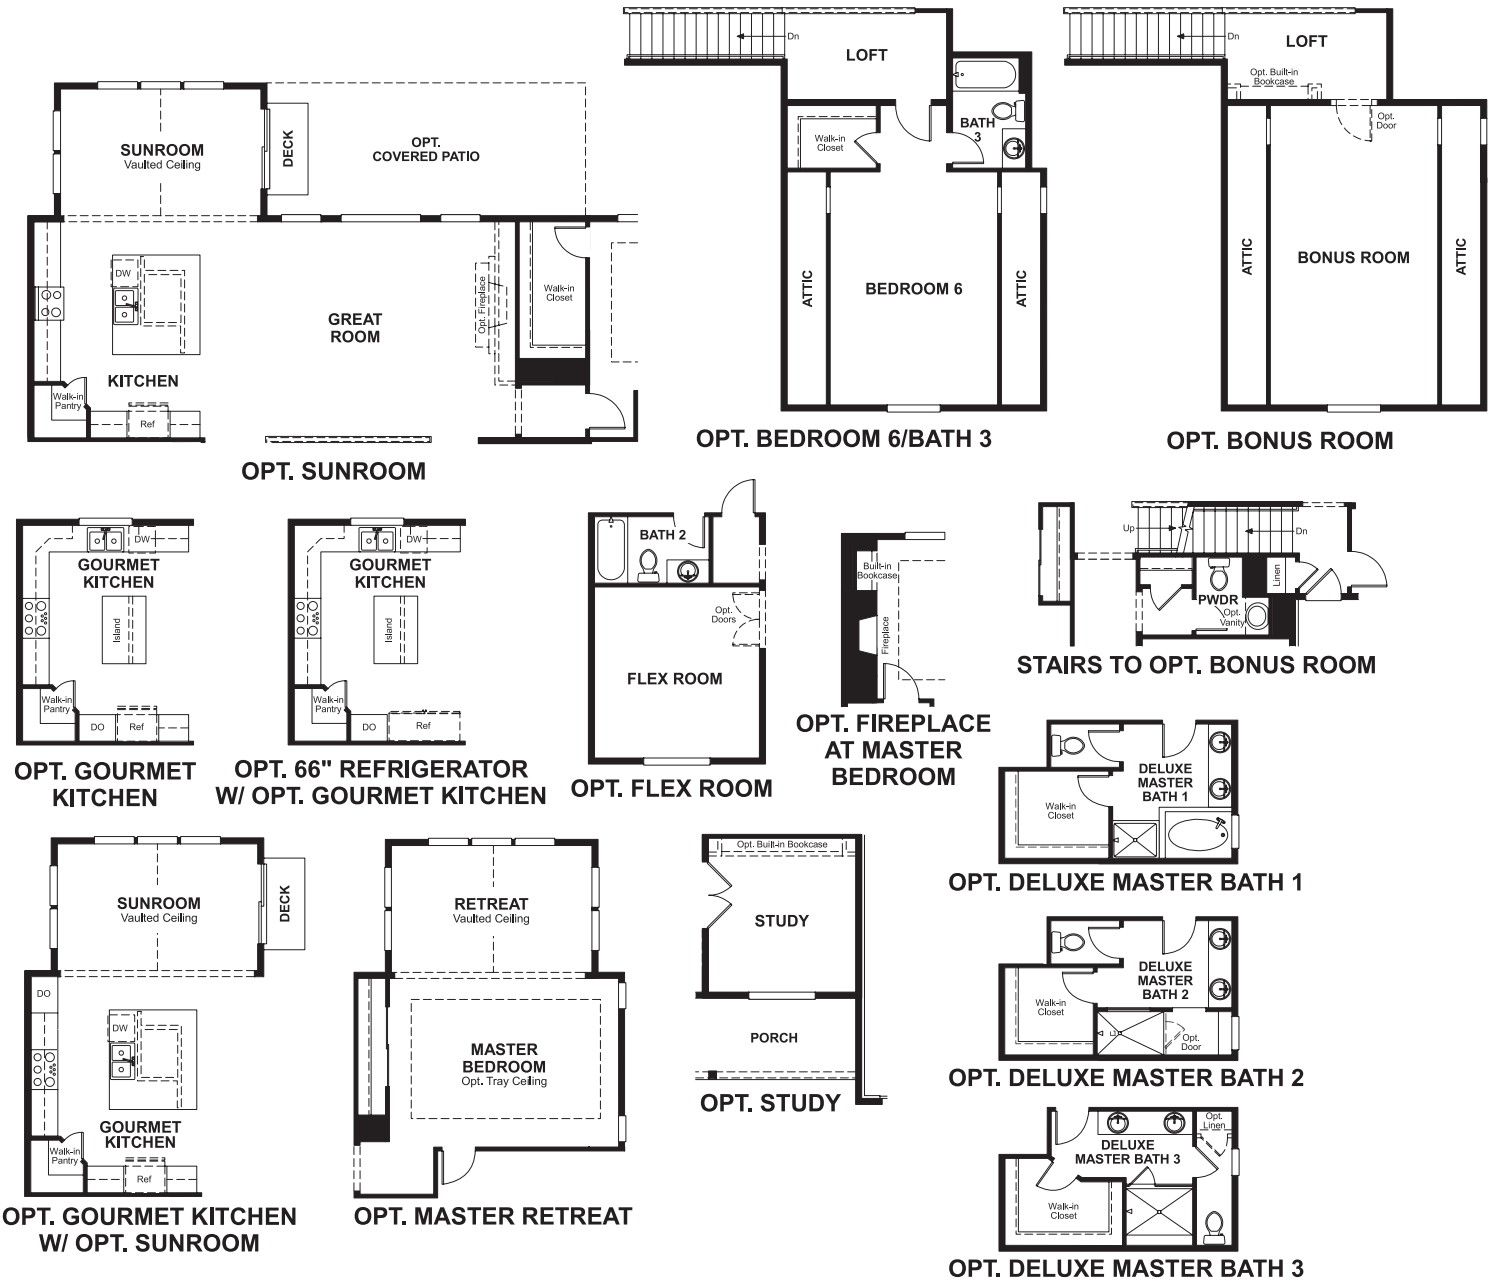 SUNROOM
Vaulted Ceiling
DECK
OPT.
COVERED PATIO
DW
Opt. Fireplace
Walk-in
Closet
GREAT
ROOM
KITCHEN
Walk-in
Pantry
Ref
OPT. SUNROOM
Dn
LOFT
Walk-in
Closet
BATH
3
ATTIC
BEDROOM 6
ATTIC
OPT. BEDROOM 6/BATH 3
Dn
LOFT
Opt. Built-in
Bookcase
Opt.
Door
ATTIC
BONUS ROOM
ATTIC
OPT. BONUS ROOM
DW
GOURMET
KITCHEN
Island
Walk-in
Pantry
DO
Ref
OPT. GOURMET
KITCHEN
DW
GOURMET
KITCHEN
Island
Walk-in
Pantry
DO
Ref
OPT. 66" REFRIGERATOR
W/ OPT. GOURMET KITCHEN
BATH 2
Opt.
Doors
FLEX ROOM
OPT. FLEX ROOM
Built-in
Bookcase
Fireplace
OPT. FIREPLACE
AT MASTER
BEDROOM
Up
Dn
Linen
PWDR
Opt.
Vanity
STAIRS TO OPT. BONUS ROOM
DELUXE
MASTER
BATH 1
Walk-in
Closet
OPT. DELUXE MASTER BATH 1
SUNROOM
Vaulted Ceiling
DECK
DO
DW
GOURMET
KITCHEN
Walk-in
Pantry
Ref
OPT. GOURMET KITCHEN
W/ OPT. SUNROOM
RETREAT
Vaulted Ceiling
MASTER
BEDROOM
Opt. Tray Ceiling
OPT. MASTER RETREAT
Opt. Built-in Bookcase
STUDY
PORCH
OPT. STUDY
DELUXE
MASTER
BATH 2
Walk-in
Closet
Opt.
Door
OPT. DELUXE MASTER BATH 2
Opt.
Linen
DELUXE
MASTER BATH 3
Walk-in
Closet
OPT. DELUXE MASTER BATH 3